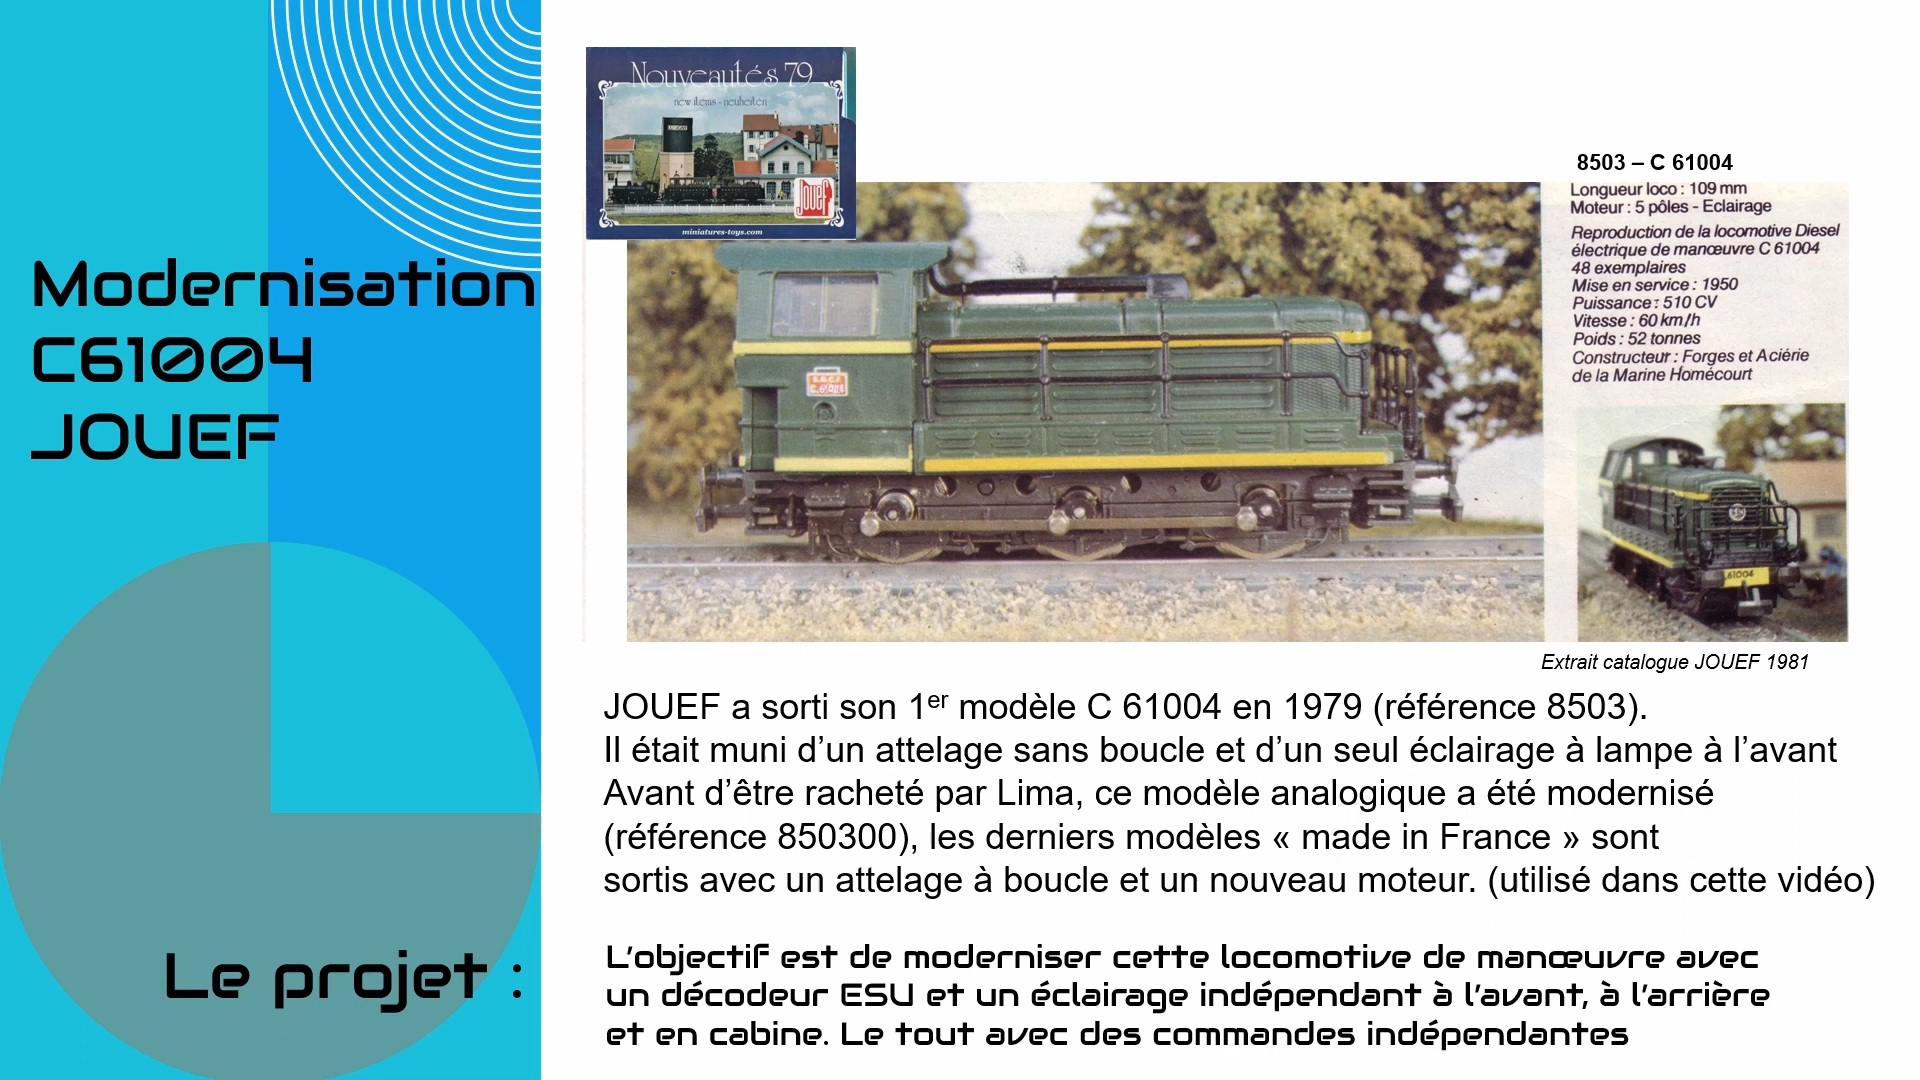 Modernisation
C61004
JOUEF
Le projet :
Nouveautés 79
new items - neuheiten
Jouef
miniatures-toys.com
8503 – C 61004
Longueur loco : 109 mm
Moteur : 5 pôles - Eclairage
Reproduction de la locomotive Diesel
électrique de manœuvre C 61004
48 exemplaires
Mise en service : 1950
Puissance : 510 CV
Vitesse : 60 km/h
Poids : 52 tonnes
Constructeur : Forges et Aciérie
de la Marine Homécourt
S.N.C.F.
C.61004
61004
Extrait catalogue JOUEF 1981
JOUEF a sorti son 1er modèle C 61004 en 1979 (référence 8503).
Il était muni d’un attelage sans boucle et d’un seul éclairage à lampe à l’avant
Avant d’être racheté par Lima, ce modèle analogique a été modernisé
(référence 850300), les derniers modèles « made in France » sont
sortis avec un attelage à boucle et un nouveau moteur. (utilisé dans cette vidéo)
L’objectif est de moderniser cette locomotive de manœuvre avec
un décodeur ESU et un éclairage indépendant à l’avant, à l’arrière
et en cabine. Le tout avec des commandes indépendantes